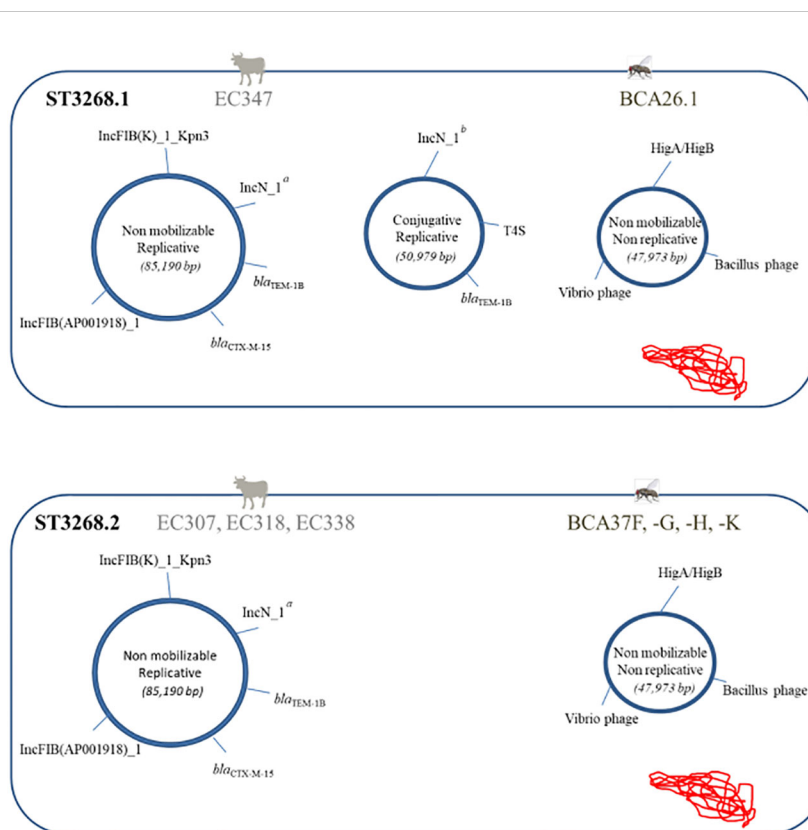 ST3268.1 EC347 BCA26.1
IncFIB(K)_1_Kpn3
IncN_1a
Non mobilizable
Replicative
(85,190 bp)
blaTEM-1B
blaCTX-M-15
IncFIB(AP001918)_1
IncN_1b
Conjugative
Replicative
(50,979 bp)
T4S
blaTEM-1B
HigA/HigB
Non mobilizable
Non replicative
(47,973 bp)
Bacillus phage
Vibrio phage
ST3268.2 EC307, EC318, EC338 BCA37F, -G, -H, -K
IncFIB(K)_1_Kpn3
IncN_1a
Non mobilizable
Replicative
(85,190 bp)
blaTEM-1B
blaCTX-M-15
IncFIB(AP001918)_1
HigA/HigB
Non mobilizable
Non replicative
(47,973 bp)
Bacillus phage
Vibrio phage